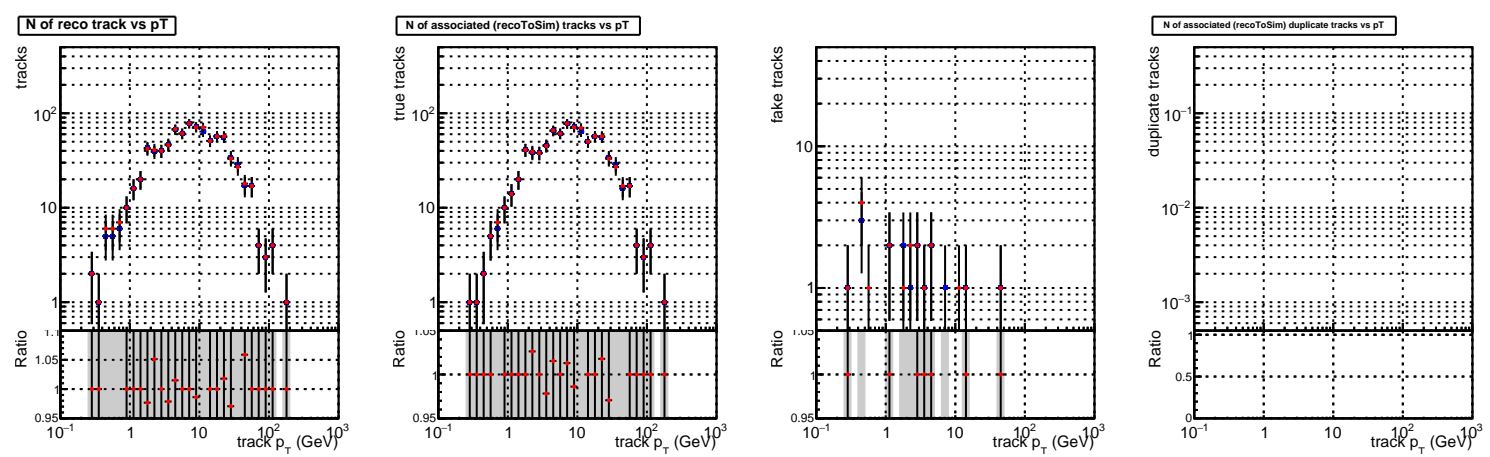 N of reco track vs pT
tracks
10²
10
1
Ratio
1.1
1.05
1
0.95
10⁻¹ 1 10 10² 10³
track p_T (GeV)
N of associated (recoToSim) tracks vs pT
true tracks
10²
10
1
Ratio
1.05
1
0.95
10⁻¹ 1 10 10² 10³
track p_T (GeV)
fake tracks
10
1
Ratio
1.05
1
0.95
10⁻¹ 1 10 10² 10³
track p_T (GeV)
N of associated (recoToSim) duplicate tracks vs pT
duplicate tracks
10⁻¹
10⁻²
10⁻³
Ratio
1
0.5
0
10⁻¹ 1 10 10² 10³
track p_T (GeV)